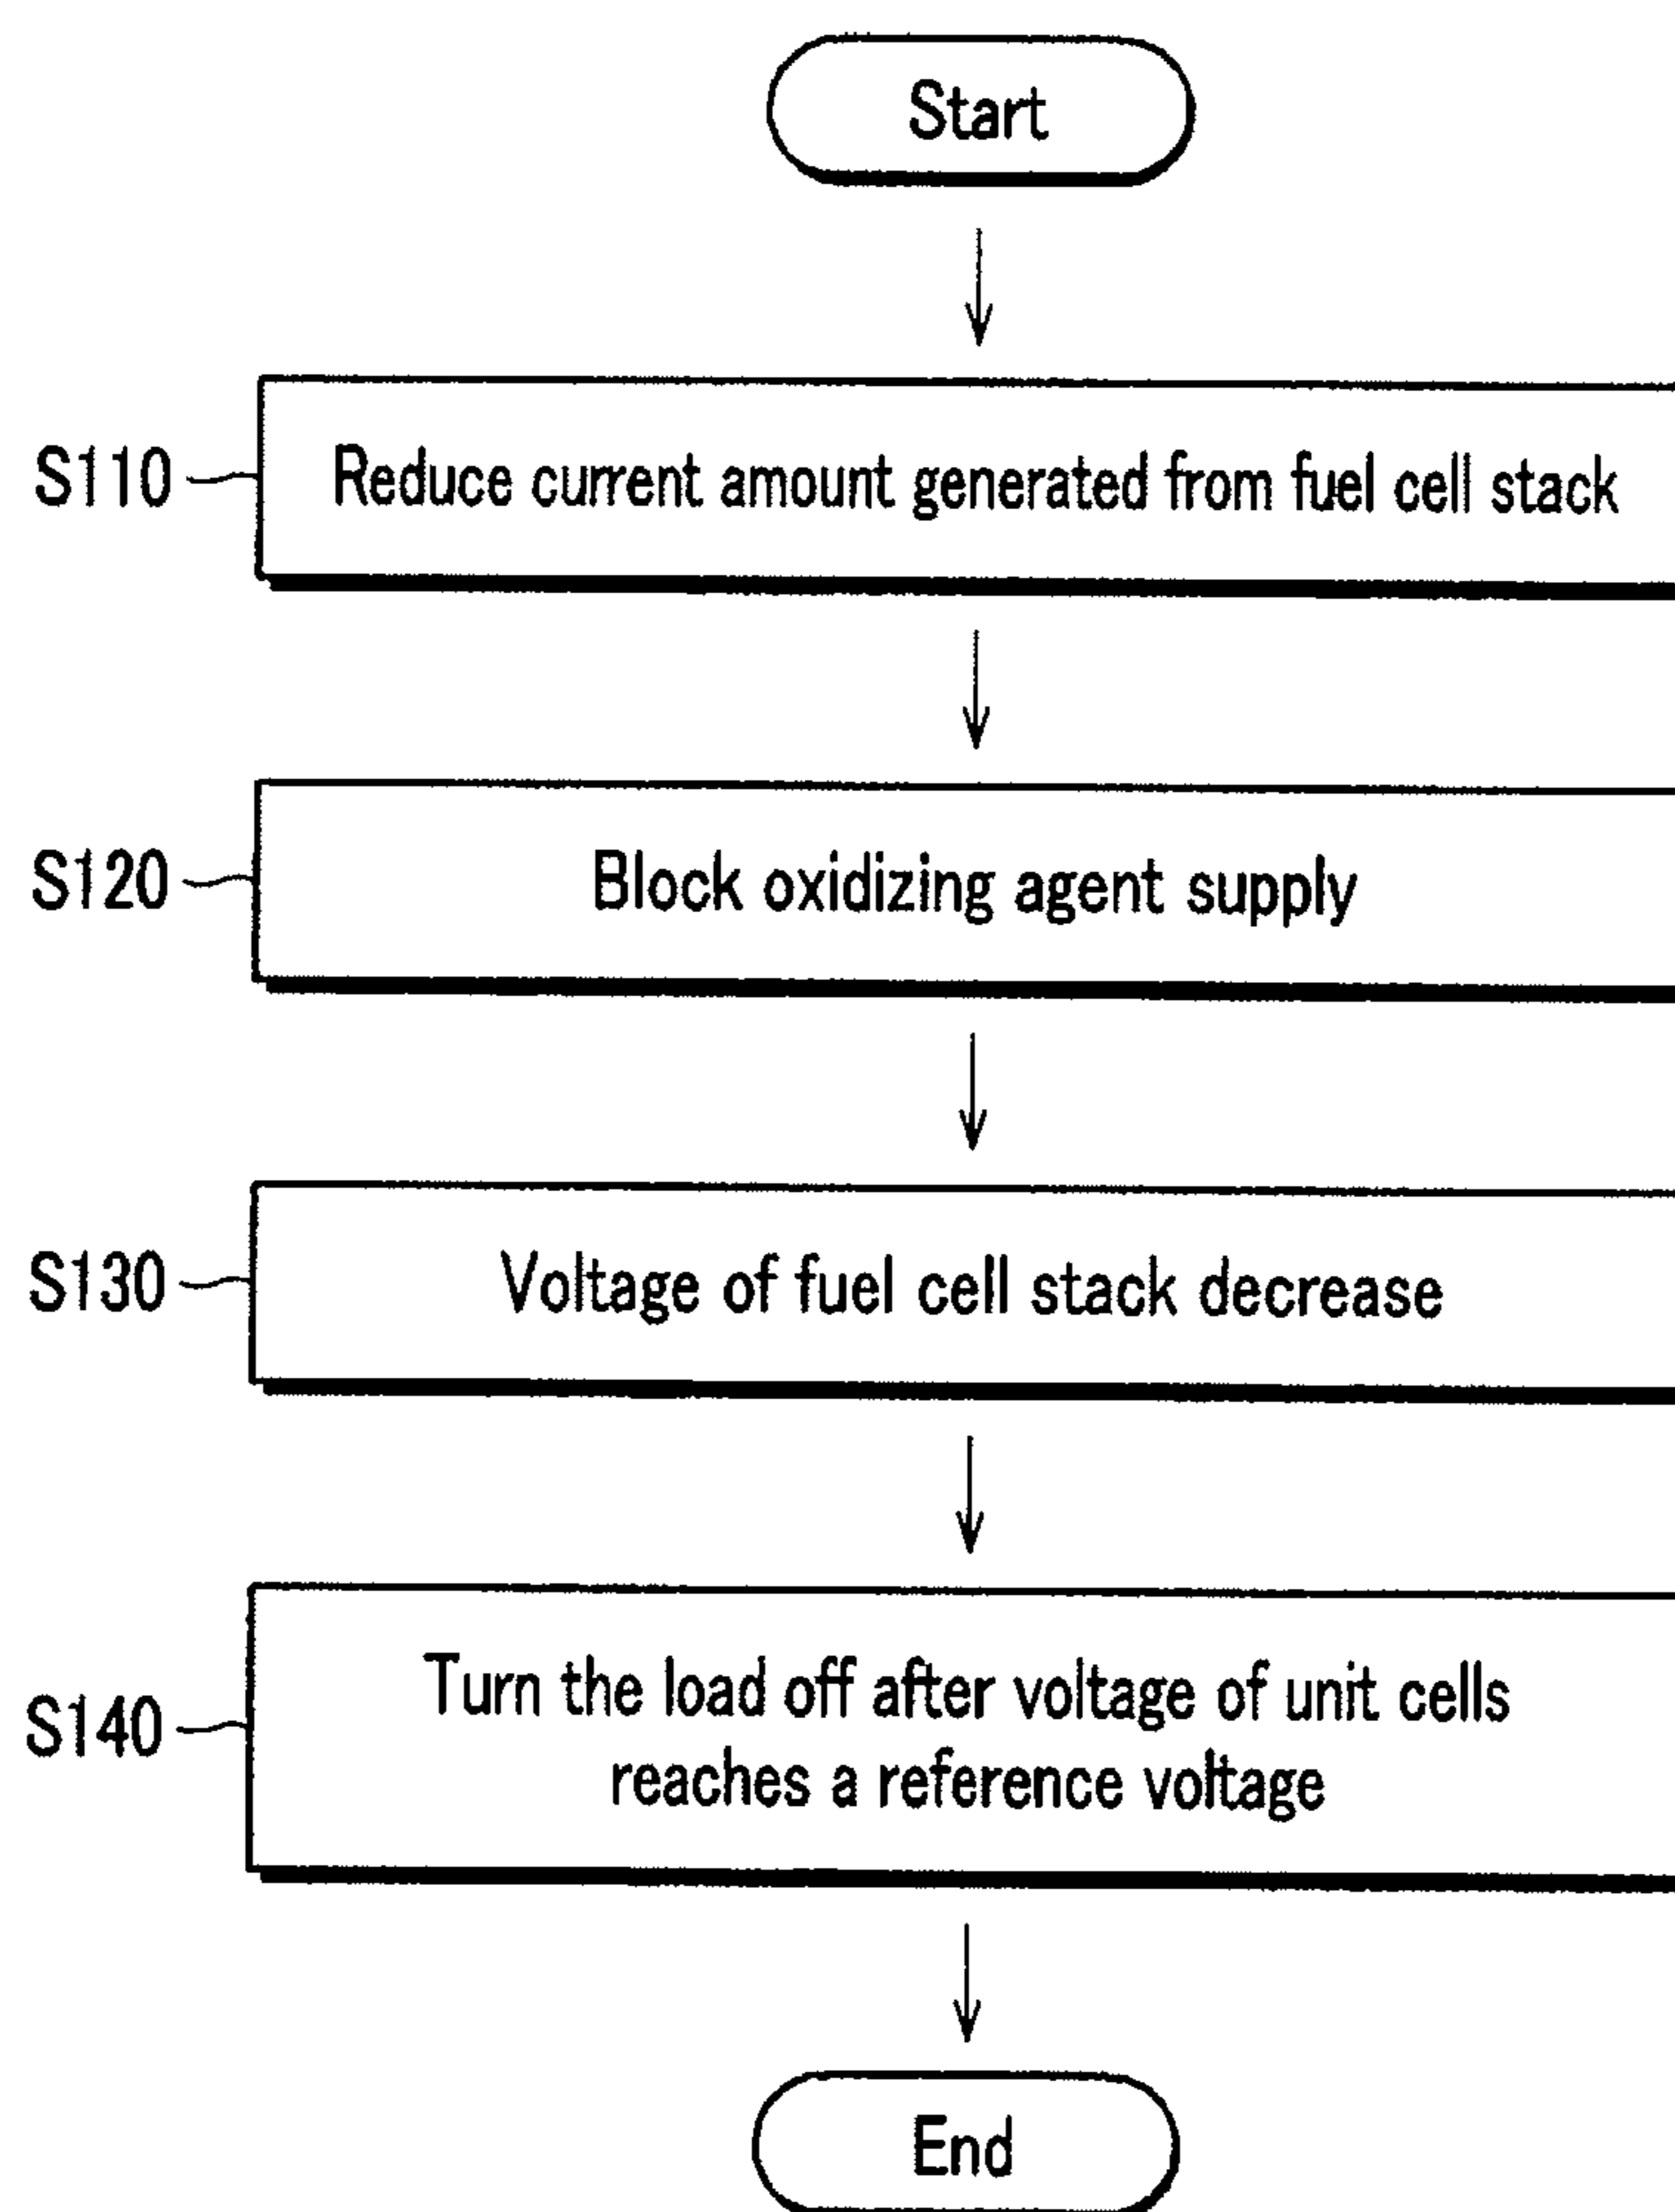 Start
S110 Reduce current amount generated from fuel cell stack
S120 Block oxidizing agent supply
S130 Voltage of fuel cell stack decrease
S140 Turn the load off after voltage of unit cells
reaches a reference voltage
End